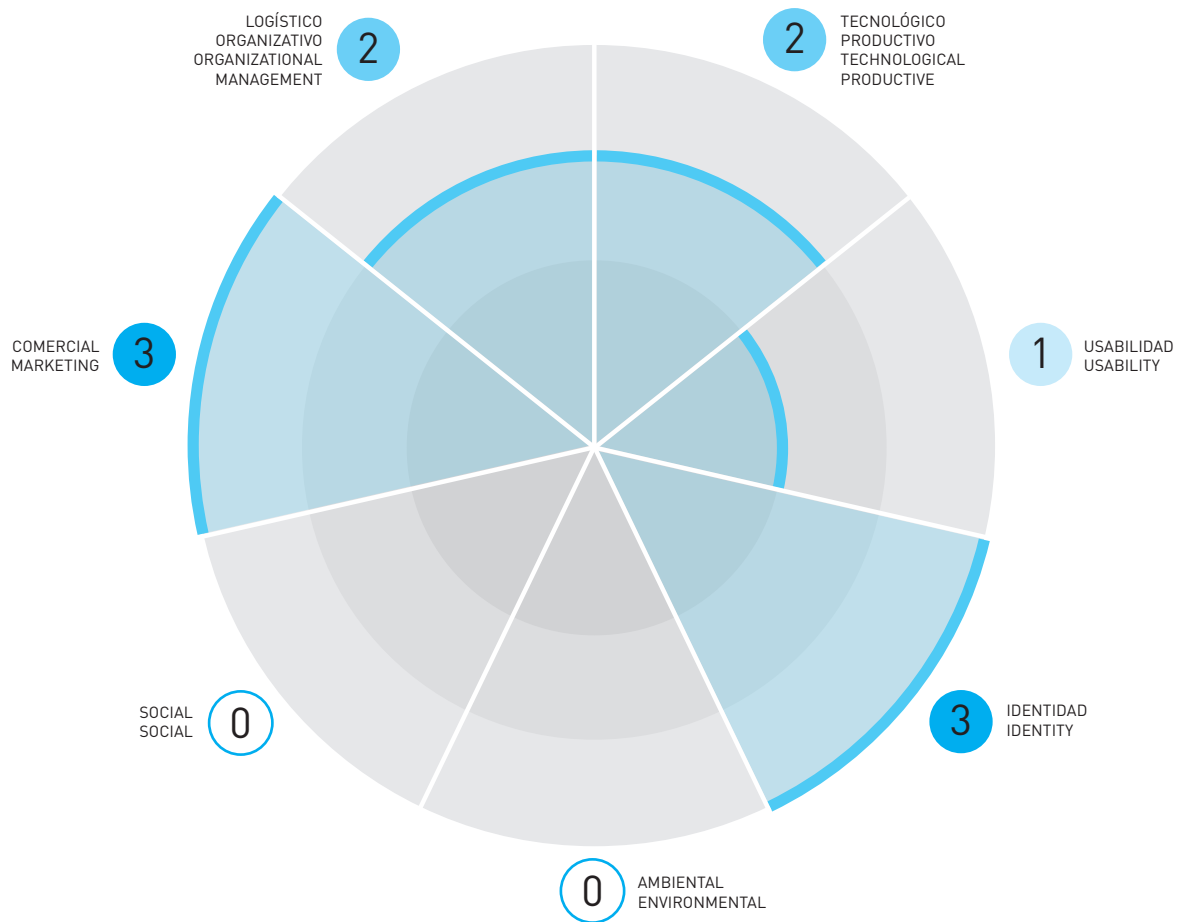 LOGÍSTICO
ORGANIZATIVO
ORGANIZATIONAL
MANAGEMENT
2
2
TECNOLÓGICO
PRODUCTIVO
TECHNOLOGICAL
PRODUCTIVE
COMERCIAL
MARKETING
3
1
USABILIDAD
USABILITY
SOCIAL
SOCIAL
0
3
IDENTIDAD
IDENTITY
0
AMBIENTAL
ENVIRONMENTAL